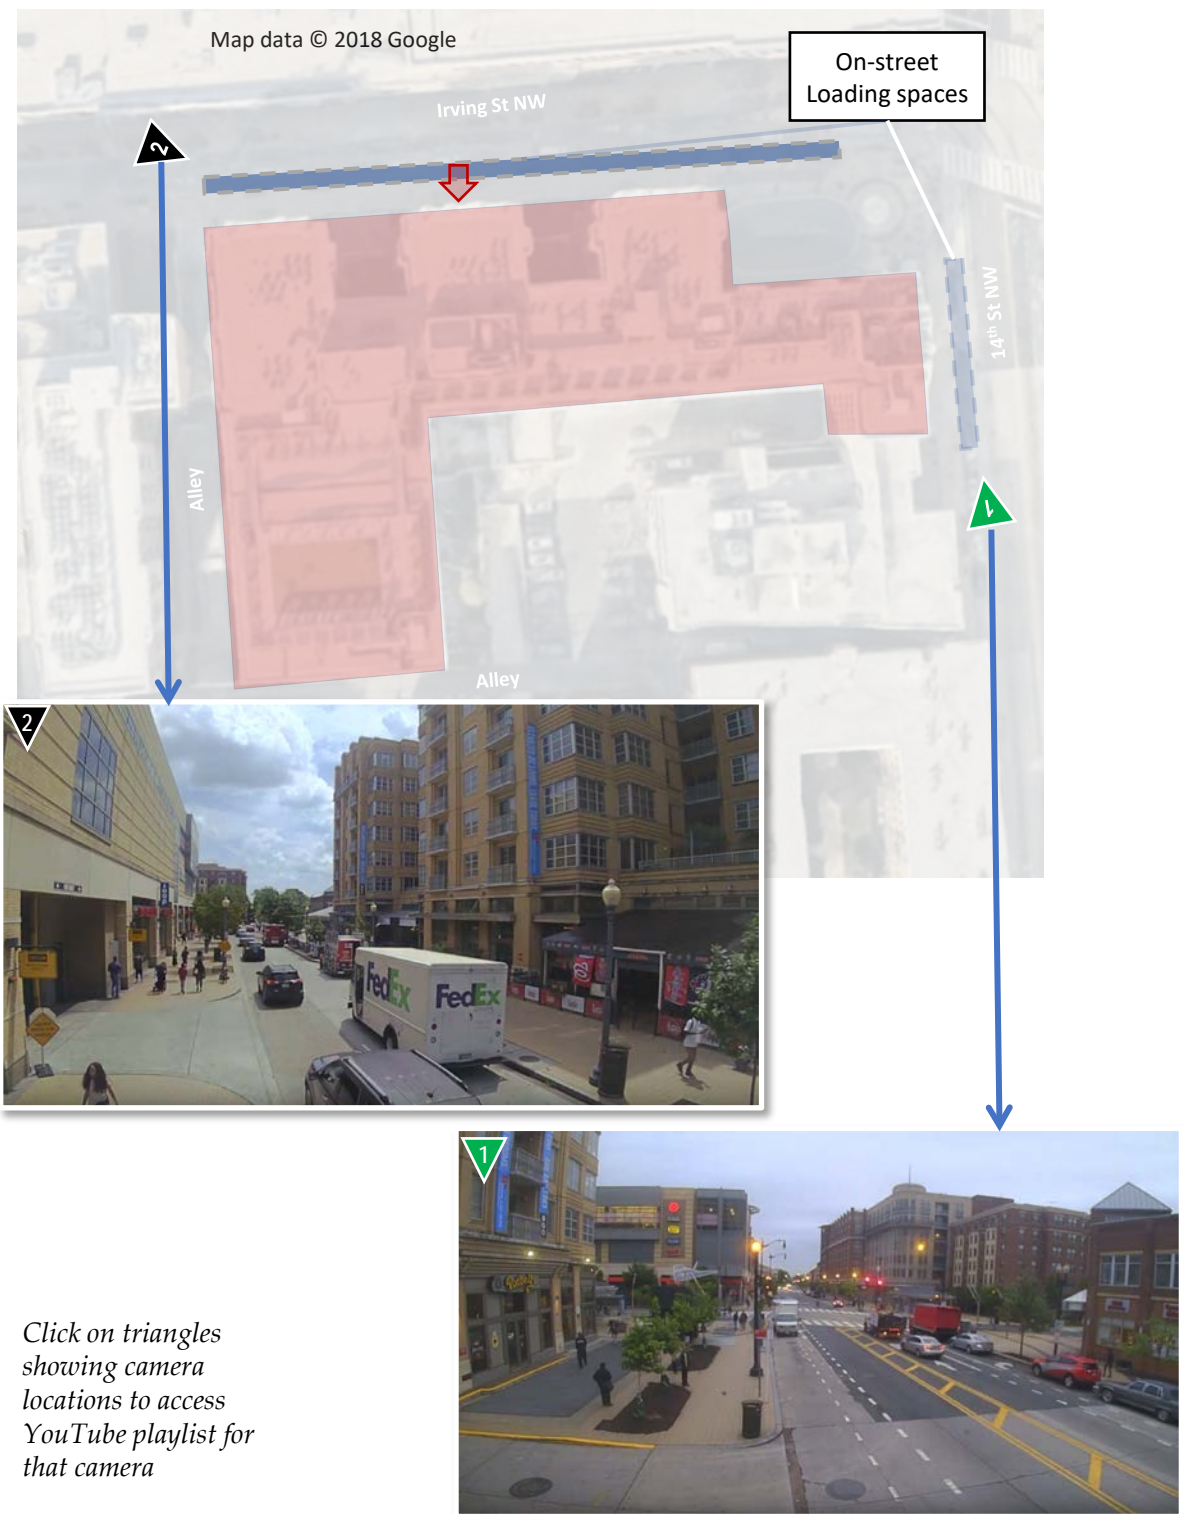 Map data © 2018 Google
On-street
Loading spaces
Irving St NW
2
14th St NW
Alley
1
Alley
2
FedEx
FedEx
1
Click on triangles
showing camera
locations to access
YouTube playlist for
that camera